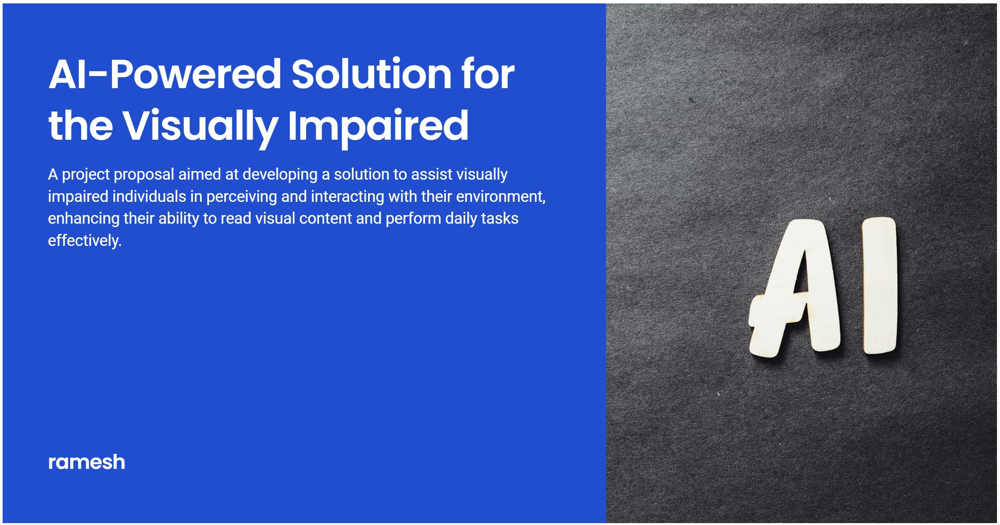 AI-Powered Solution for
the Visually Impaired
A project proposal aimed at developing a solution to assist visually
impaired individuals in perceiving and interacting with their environment,
enhancing their ability to read visual content and perform daily tasks
effectively.
ramesh
AI